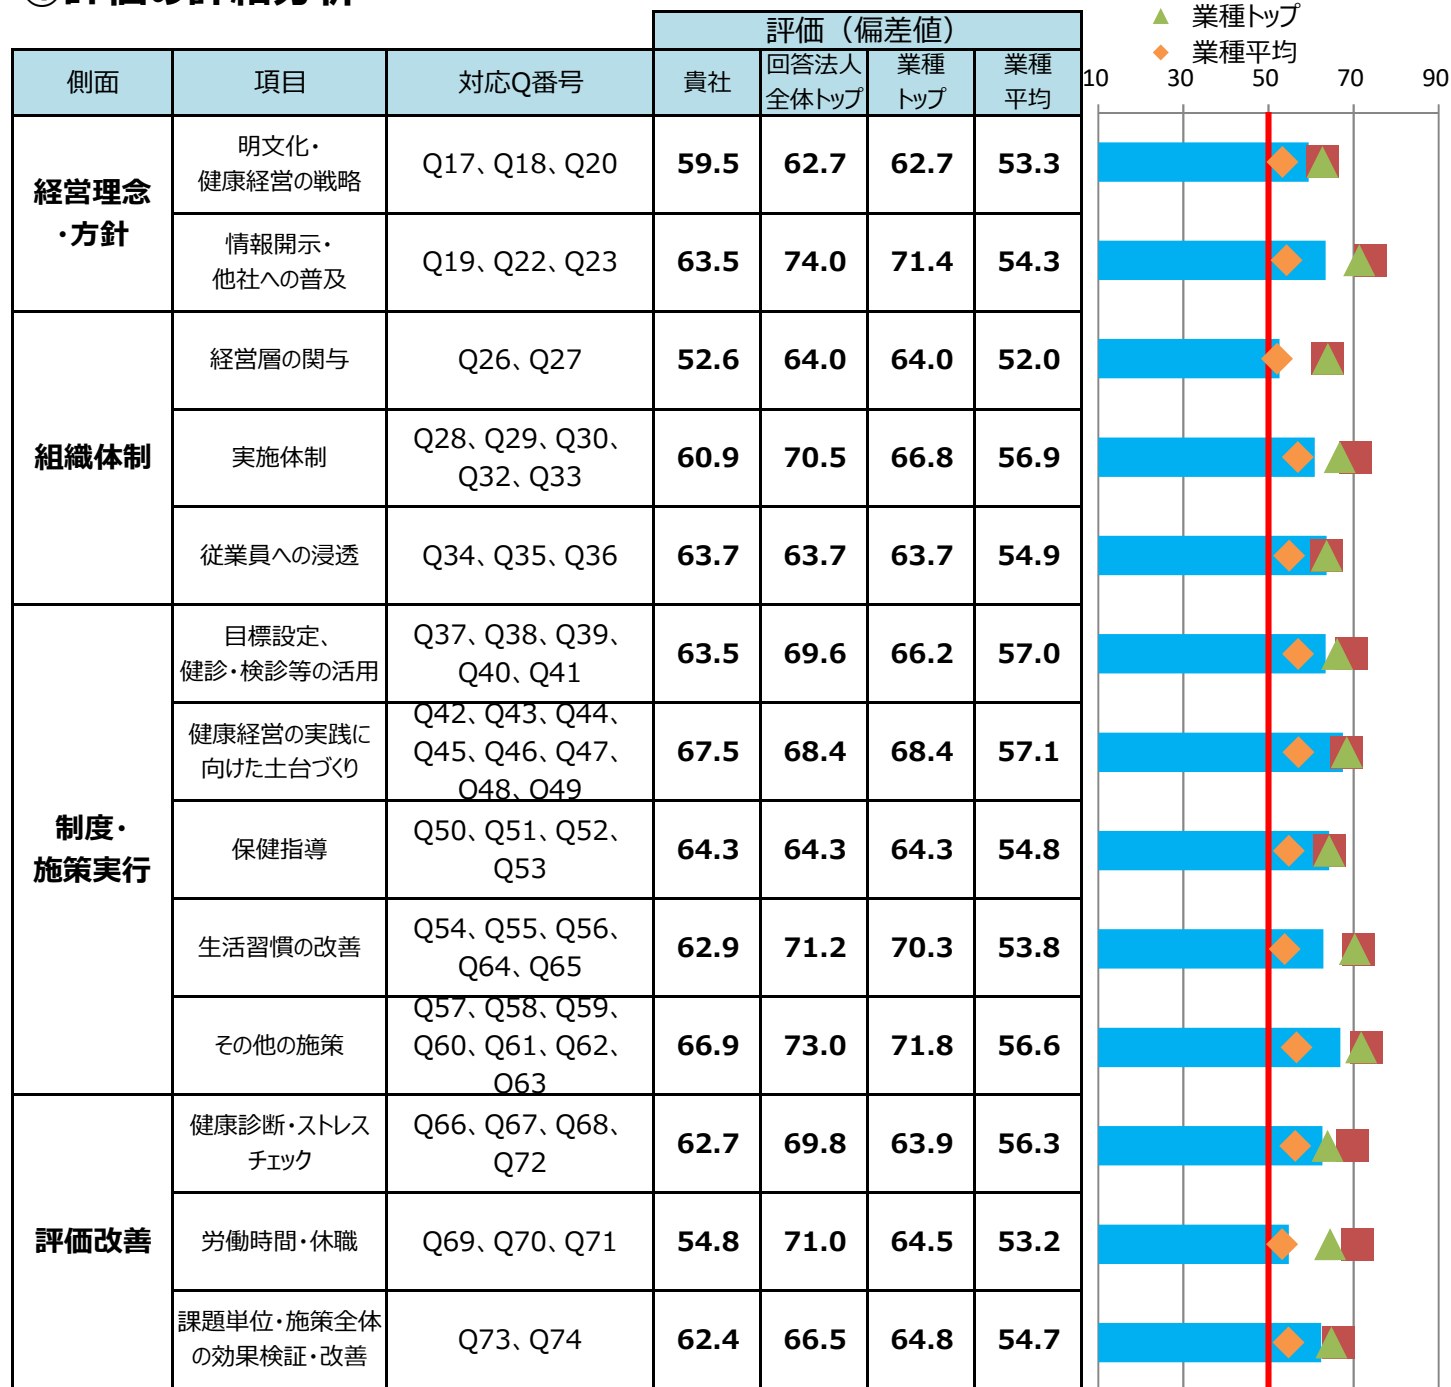 ①評価の詳細分析
▲ 業種トップ
◆ 業種平均
評価（偏差値）
側面 項目 対応Q番号 貴社 回答法人全体トップ 業種トップ 業種平均
10 30 50 70 90
経営理念・方針
明文化・健康経営の戦略 Q17、Q18、Q20 59.5 62.7 62.7 53.3
情報開示・他社への普及 Q19、Q22、Q23 63.5 74.0 71.4 54.3
組織体制
経営層の関与 Q26、Q27 52.6 64.0 64.0 52.0
実施体制 Q28、Q29、Q30、Q32、Q33 60.9 70.5 66.8 56.9
従業員への浸透 Q34、Q35、Q36 63.7 63.7 63.7 54.9
制度・施策実行
目標設定、健診・検診等の活用 Q37、Q38、Q39、Q40、Q41 63.5 69.6 66.2 57.0
健康経営の実践に向けた土台づくり Q42、Q43、Q44、Q45、Q46、Q47、Q48、Q49 67.5 68.4 68.4 57.1
保健指導 Q50、Q51、Q52、Q53 64.3 64.3 64.3 54.8
生活習慣の改善 Q54、Q55、Q56、Q64、Q65 62.9 71.2 70.3 53.8
その他の施策 Q57、Q58、Q59、Q60、Q61、Q62、Q63 66.9 73.0 71.8 56.6
評価改善
健康診断・ストレスチェック Q66、Q67、Q68、Q72 62.7 69.8 63.9 56.3
労働時間・休職 Q69、Q70、Q71 54.8 71.0 64.5 53.2
課題単位・施策全体の効果検証・改善 Q73、Q74 62.4 66.5 64.8 54.7